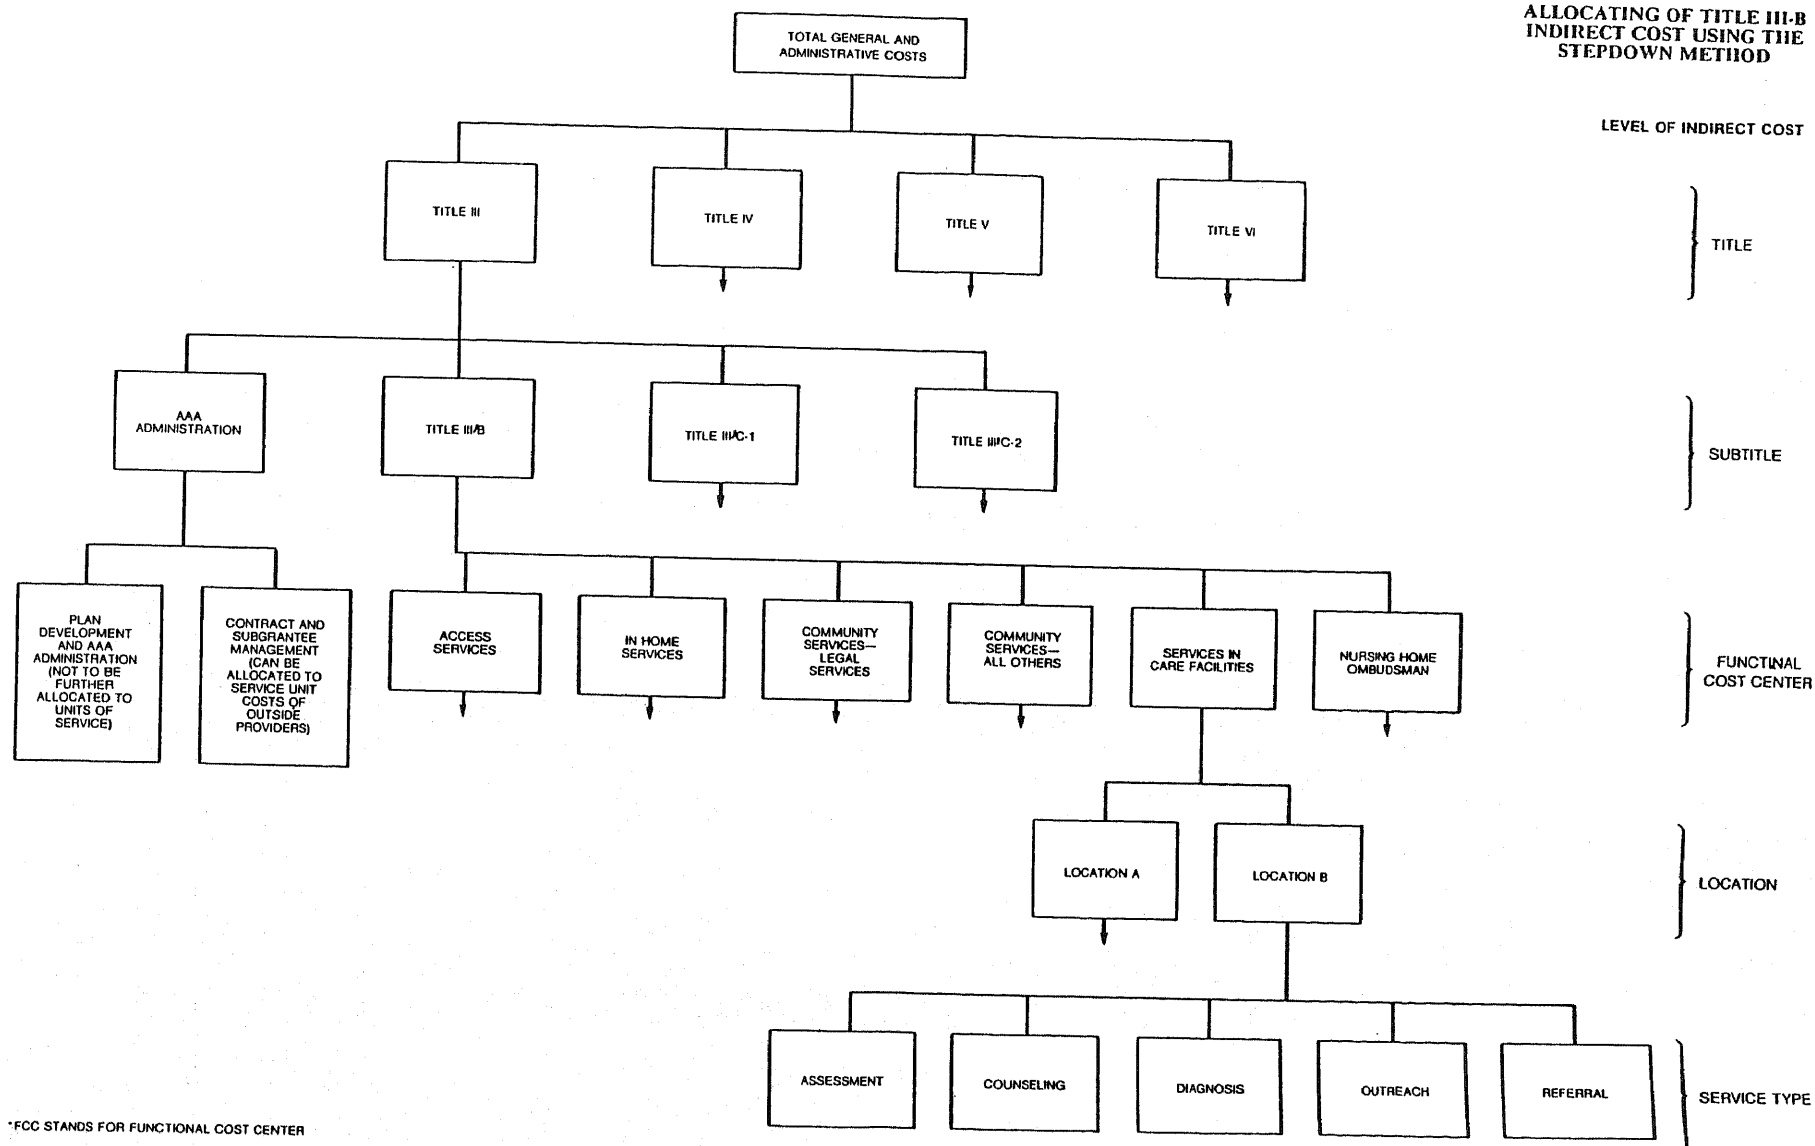 ALLOCATING OF TITLE III-B
INDIRECT COST USING THE
STEPDOWN METHOD
TOTAL GENERAL AND
ADMINISTRATIVE COSTS
LEVEL OF INDIRECT COST
TITLE III
TITLE IV
TITLE V
TITLE VI
TITLE
AAA
ADMINISTRATION
TITLE III/B
TITLE III/C-1
TITLE III/C-2
SUBTITLE
PLAN
DEVELOPMENT
AND AAA
ADMINISTRATION
(NOT TO BE
FURTHER
ALLOCATED TO
UNITS OF
SERVICE)
CONTRACT AND
SUBGRANTEE
MANAGEMENT
(CAN BE
ALLOCATED TO
SERVICE UNIT
COSTS OF
OUTSIDE
PROVIDERS)
ACCESS
SERVICES
IN HOME
SERVICES
COMMUNITY
SERVICES—
LEGAL
SERVICES
COMMUNITY
SERVICES—
ALL OTHERS
SERVICES IN
CARE FACILITIES
NURSING HOME
OMBUDSMAN
FUNCTINAL
COST CENTER
LOCATION A
LOCATION B
LOCATION
ASSESSMENT
COUNSELING
DIAGNOSIS
OUTREACH
REFERRAL
SERVICE TYPE
*FCC STANDS FOR FUNCTIONAL COST CENTER